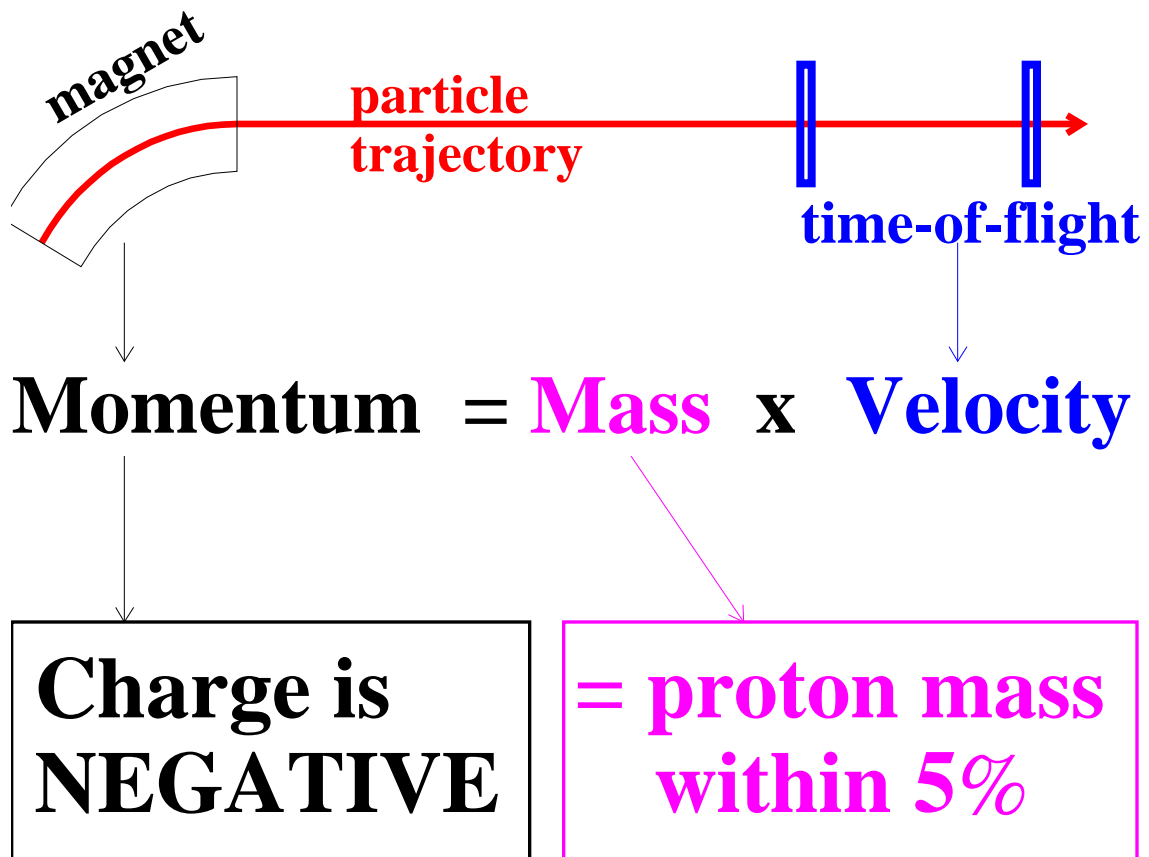 magnet
particle
trajectory
time-of-flight
Momentum = Mass x Velocity
Charge is
NEGATIVE
= proton mass
within 5%